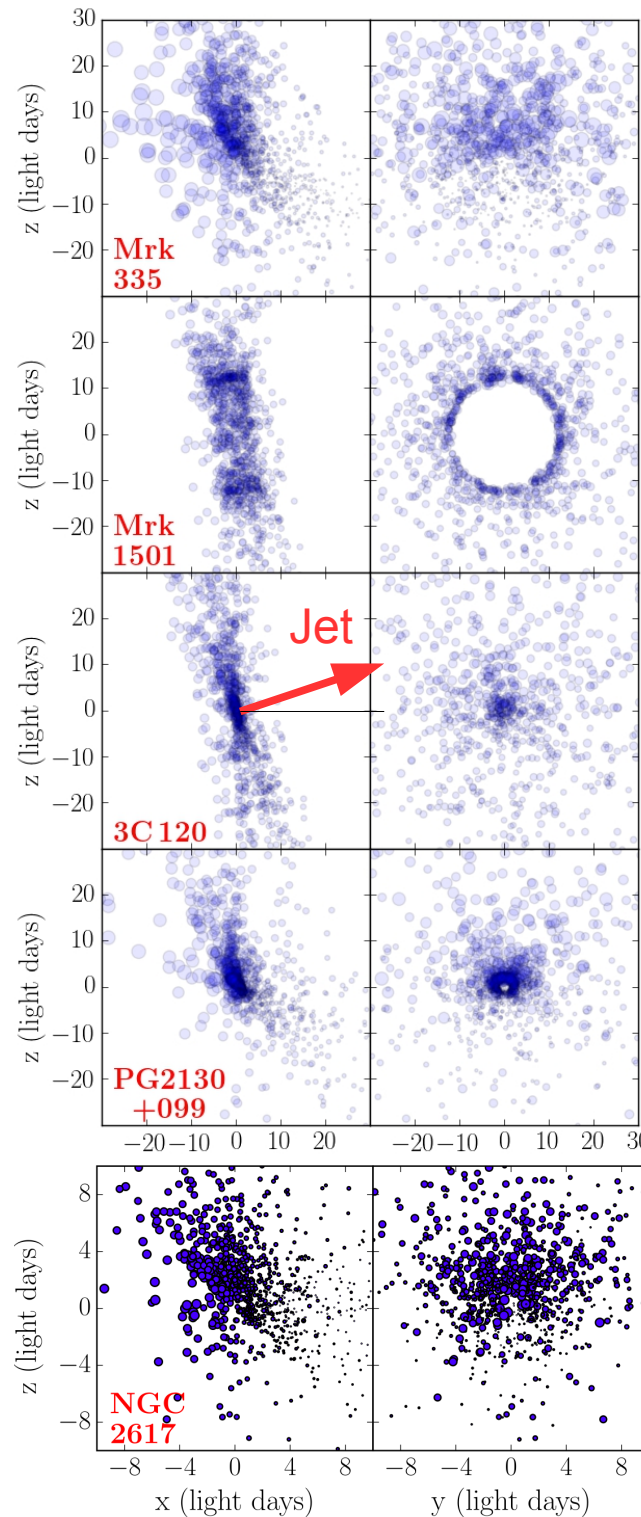 30
20
10
0
−10
−20
z (light days)
Mrk
335
20
10
0
−10
−20
z (light days)
Mrk
1501
20
10
0
−10
−20
z (light days)
Jet
3C 120
20
10
0
−10
−20
z (light days)
PG2130
+099
−20 −10 0 10 20
−20 −10 0 10 20 30
8
4
0
−4
−8
z (light days)
NGC
2617
−8 −4 0 4 8
−8 −4 0 4 8
x (light days) y (light days)